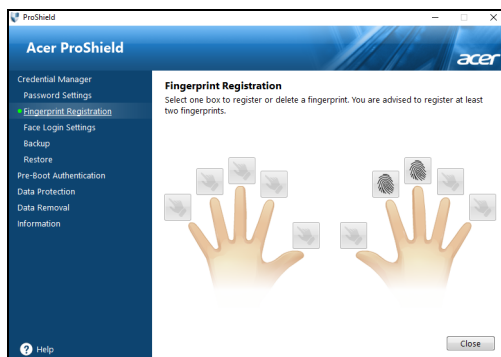 ProShield
Acer ProShield
acer
Credential Manager
Password Settings
Fingerprint Registration
Face Login Settings
Backup
Restore
Pre-Boot Authentication
Data Protection
Data Removal
Information
Help
Fingerprint Registration
Select one box to register or delete a fingerprint. You are advised to register at least
two fingerprints.
Close